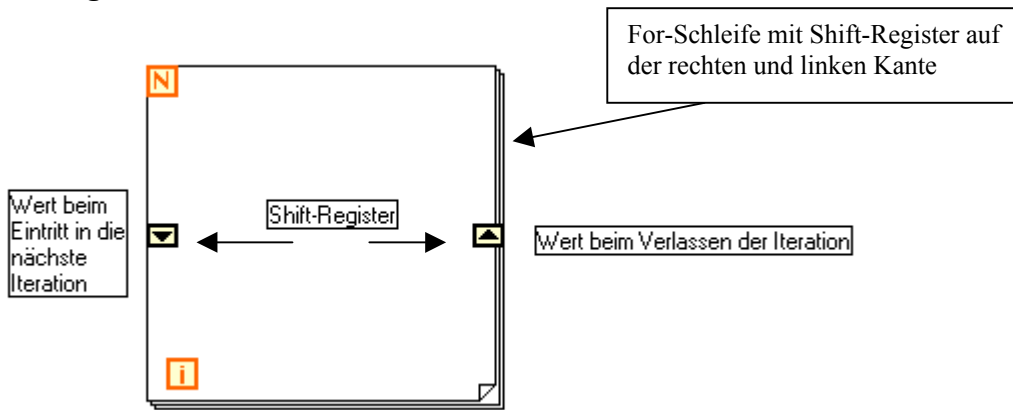 For-Schleife mit Shift-Register auf
der rechten und linken Kante
N
Wert beim
Eintritt in die
nächste
Iteration
Shift-Register
Wert beim Verlassen der Iteration
i